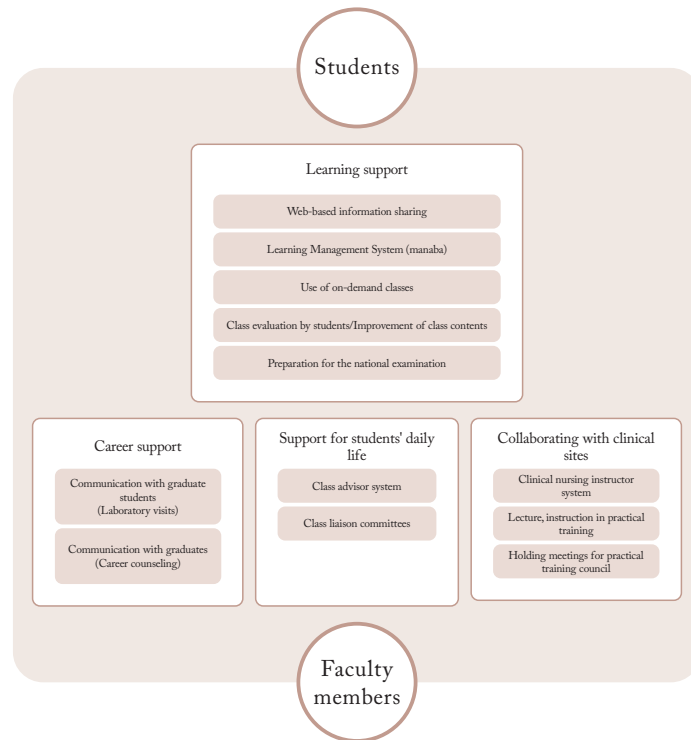 Students
Learning support
Web-based information sharing
Learning Management System (manaba)
Use of on-demand classes
Class evaluation by students/Improvement of class contents
Preparation for the national examination
Career support
Communication with graduate
students
(Laboratory visits)
Communication with graduates
(Career counseling)
Support for students' daily
life
Class advisor system
Class liaison committees
Collaborating with clinical
sites
Clinical nursing instructor
system
Lecture, instruction in practical
training
Holding meetings for practical
training council
Faculty
members